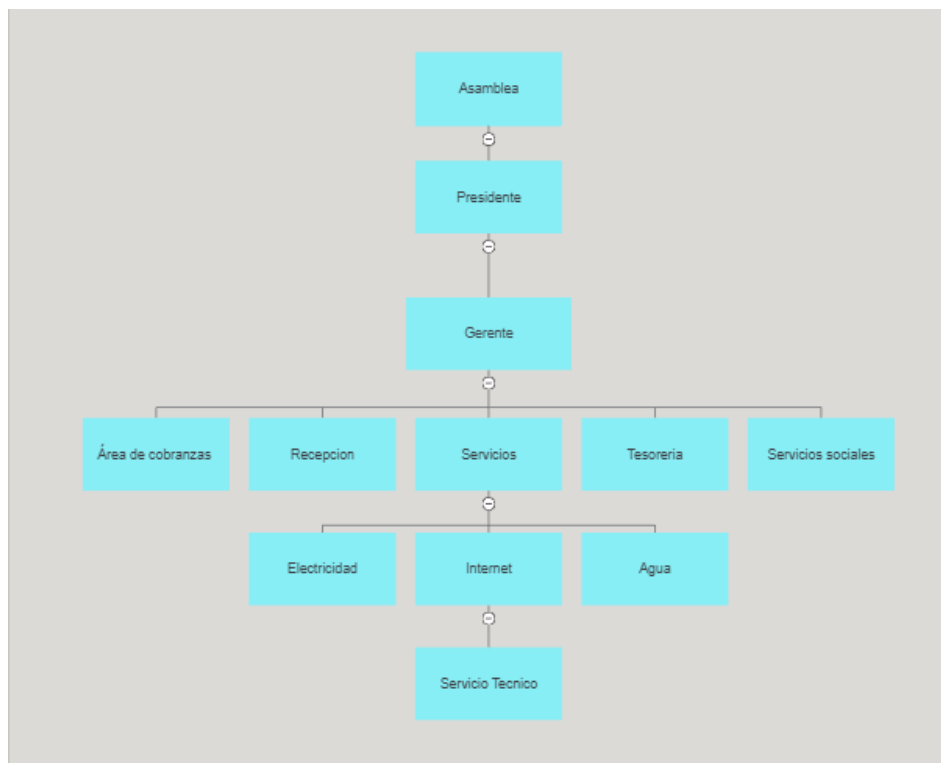 Asamblea
Presidente
Gerente
Área de cobranzas
Recepcion
Servicios
Tesoreria
Servicios sociales
Electricidad
Internet
Agua
Servicio Tecnico